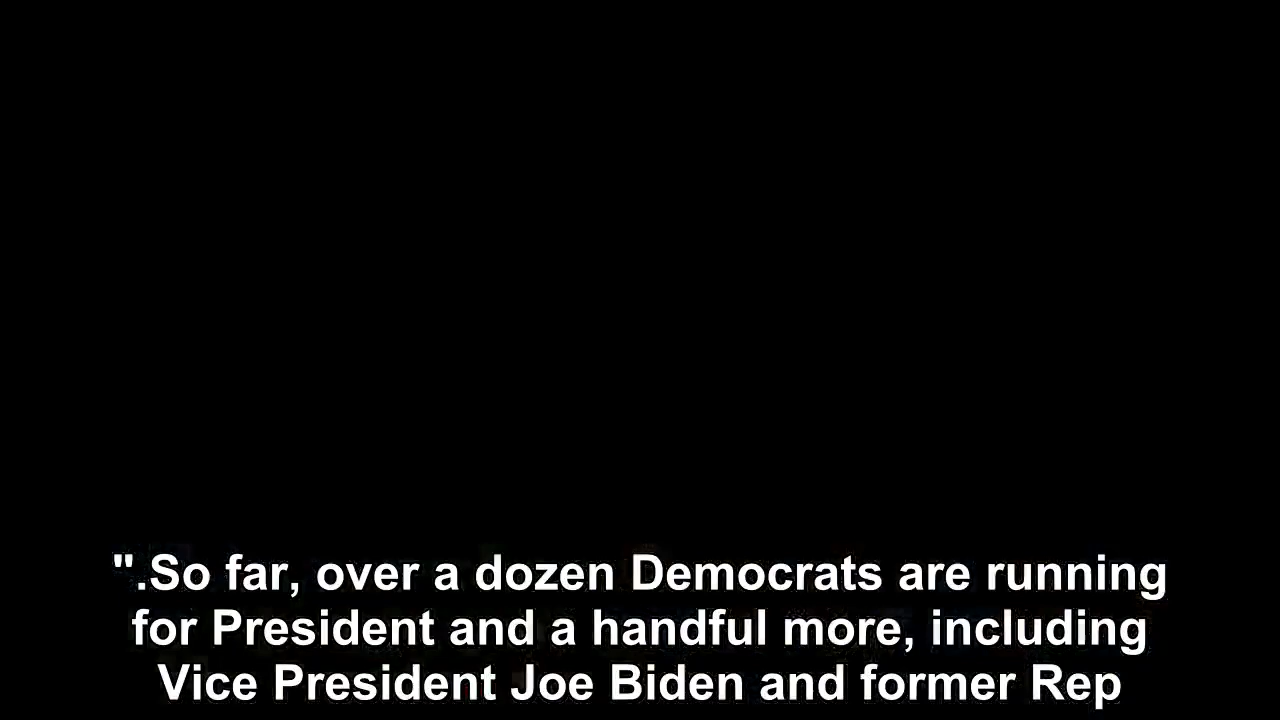 ".So far, over a dozen Democrats are running
for President and a handful more, including
Vice President Joe Biden and former Rep